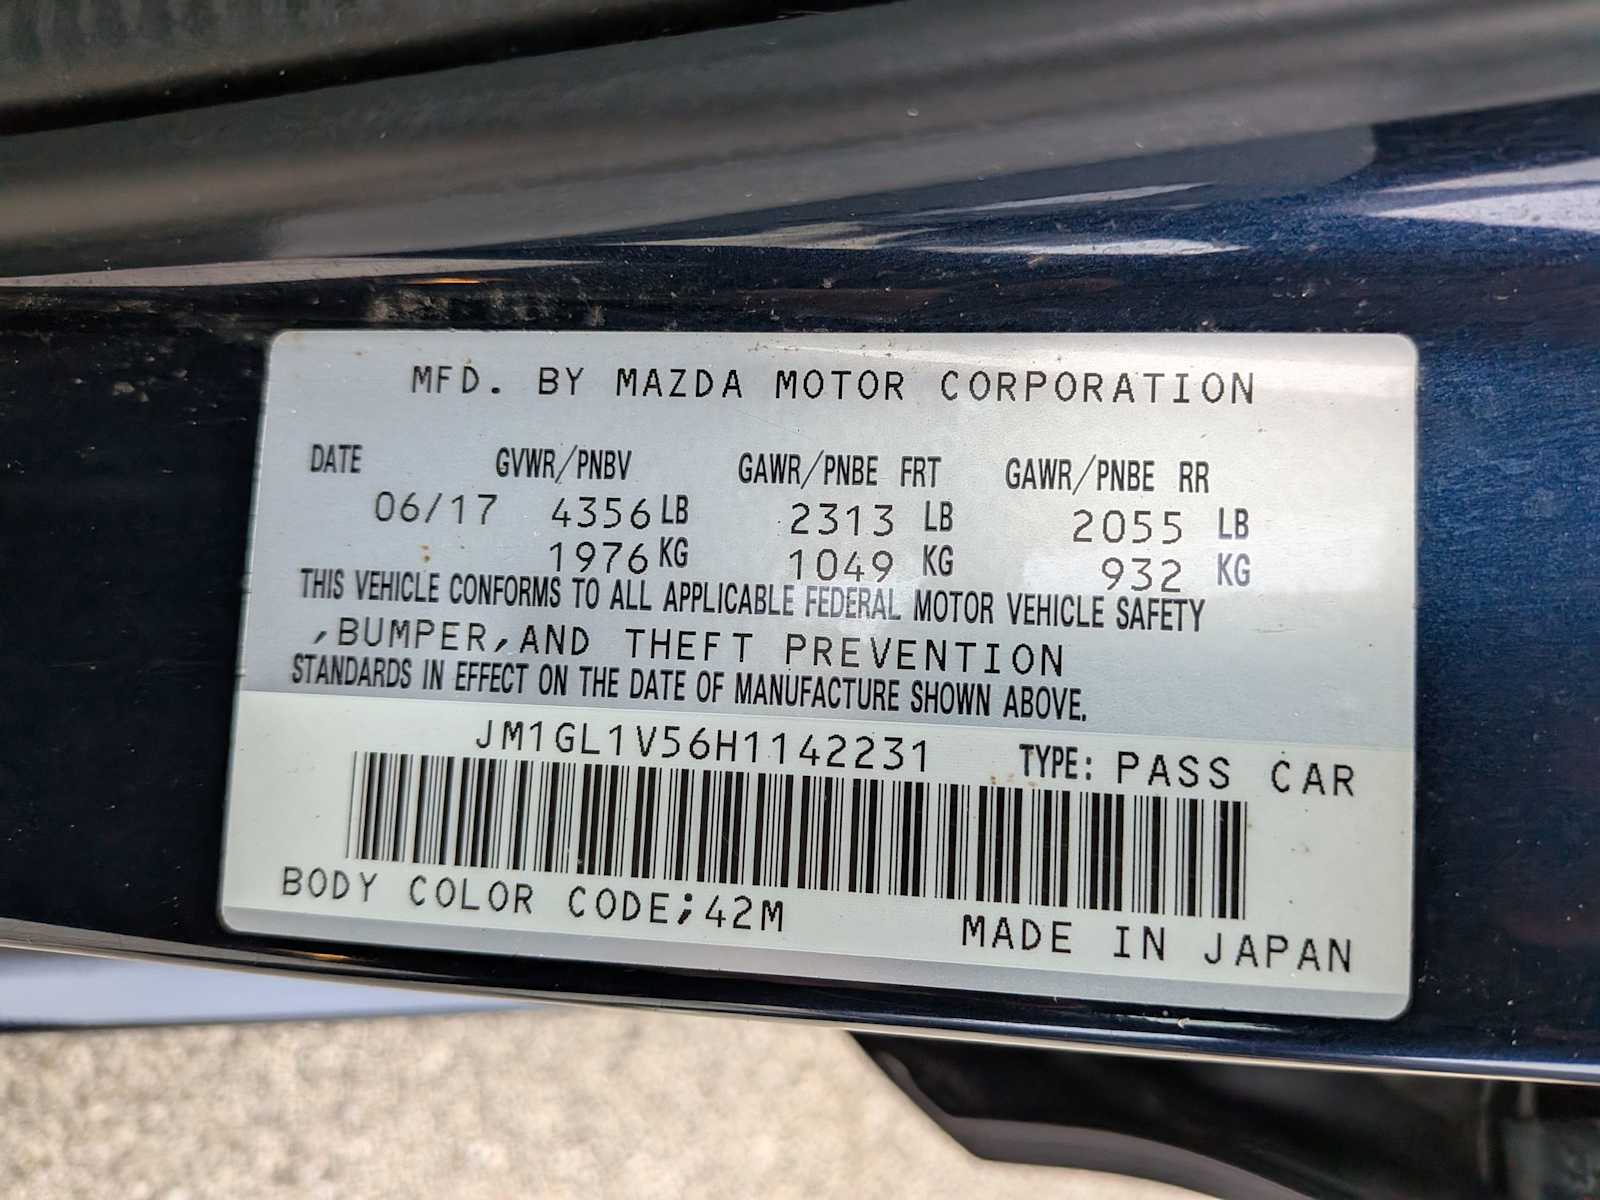 MFD. BY MAZDA MOTOR CORPORATION
DATE GVWR/PNBV GAWR/PNBE FRT GAWR/PNBE RR
06/17 4356 LB 2313 LB 2055 LB
1976 KG 1049 KG 932 KG
THIS VEHICLE CONFORMS TO ALL APPLICABLE FEDERAL MOTOR VEHICLE SAFETY
,BUMPER,AND THEFT PREVENTION
STANDARDS IN EFFECT ON THE DATE OF MANUFACTURE SHOWN ABOVE.
JM1GL1V56H1142231 TYPE: PASS CAR
BODY COLOR CODE;42M MADE IN JAPAN